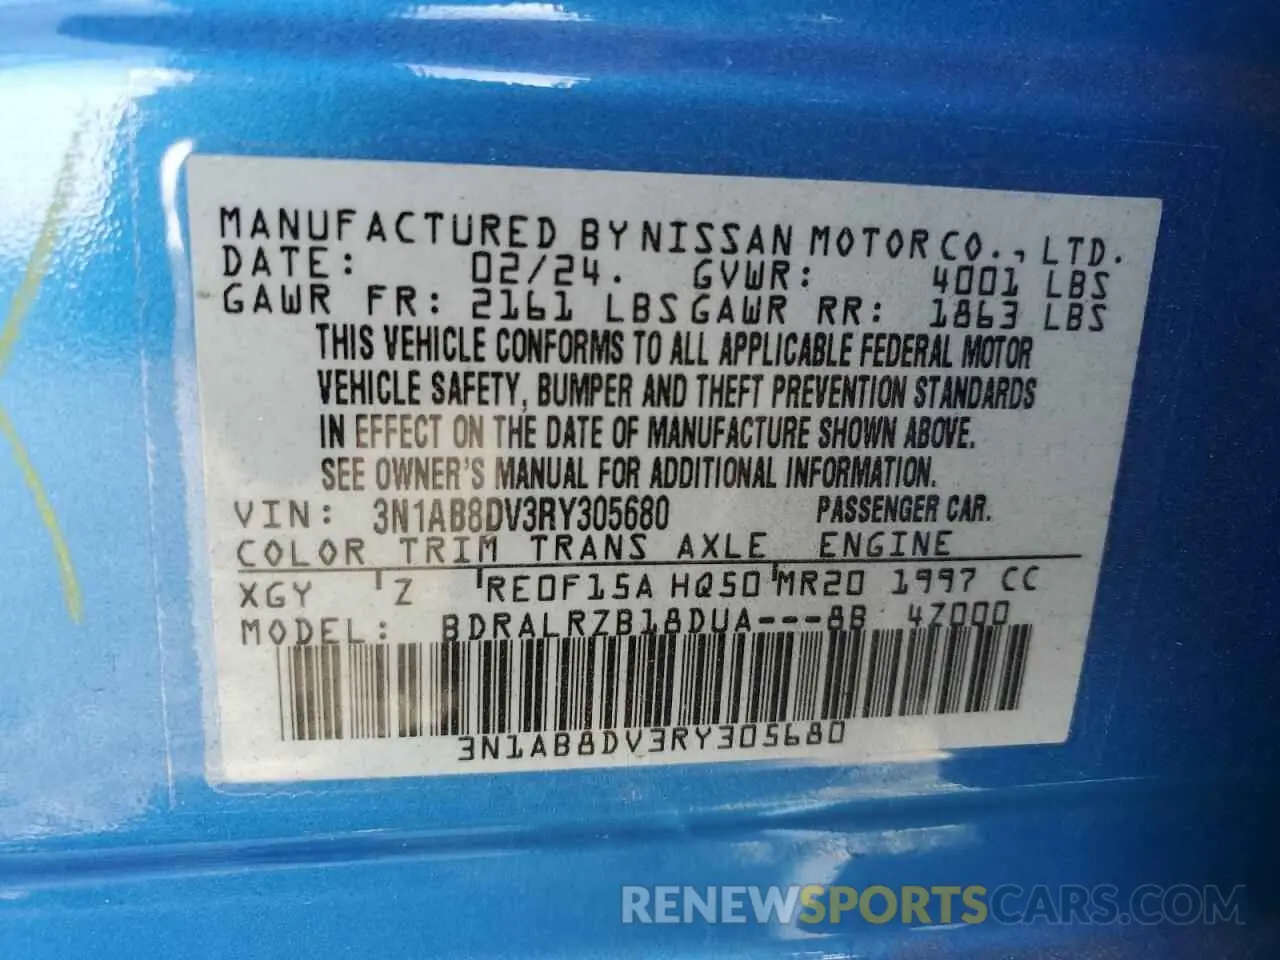 MANUFACTURED BY NISSAN MOTOR CO., LTD.
DATE: 02/24. GVWR: 4001 LBS
GAWR FR: 2161 LBS GAWR RR: 1863 LBS
THIS VEHICLE CONFORMS TO ALL APPLICABLE FEDERAL MOTOR
VEHICLE SAFETY, BUMPER AND THEFT PREVENTION STANDARDS
IN EFFECT ON THE DATE OF MANUFACTURE SHOWN ABOVE.
SEE OWNER'S MANUAL FOR ADDITIONAL INFORMATION.
VIN: 3N1AB8DV3RY305680 PASSENGER CAR.
COLOR TRIM TRANS AXLE ENGINE
XGY Z RE0F15A HQ50 MR20 1997 CC
MODEL: BDRALRZB18DUA---8B 4Z000
3N1AB8DV3RY305680
RENEWSPORTSCARS.COM